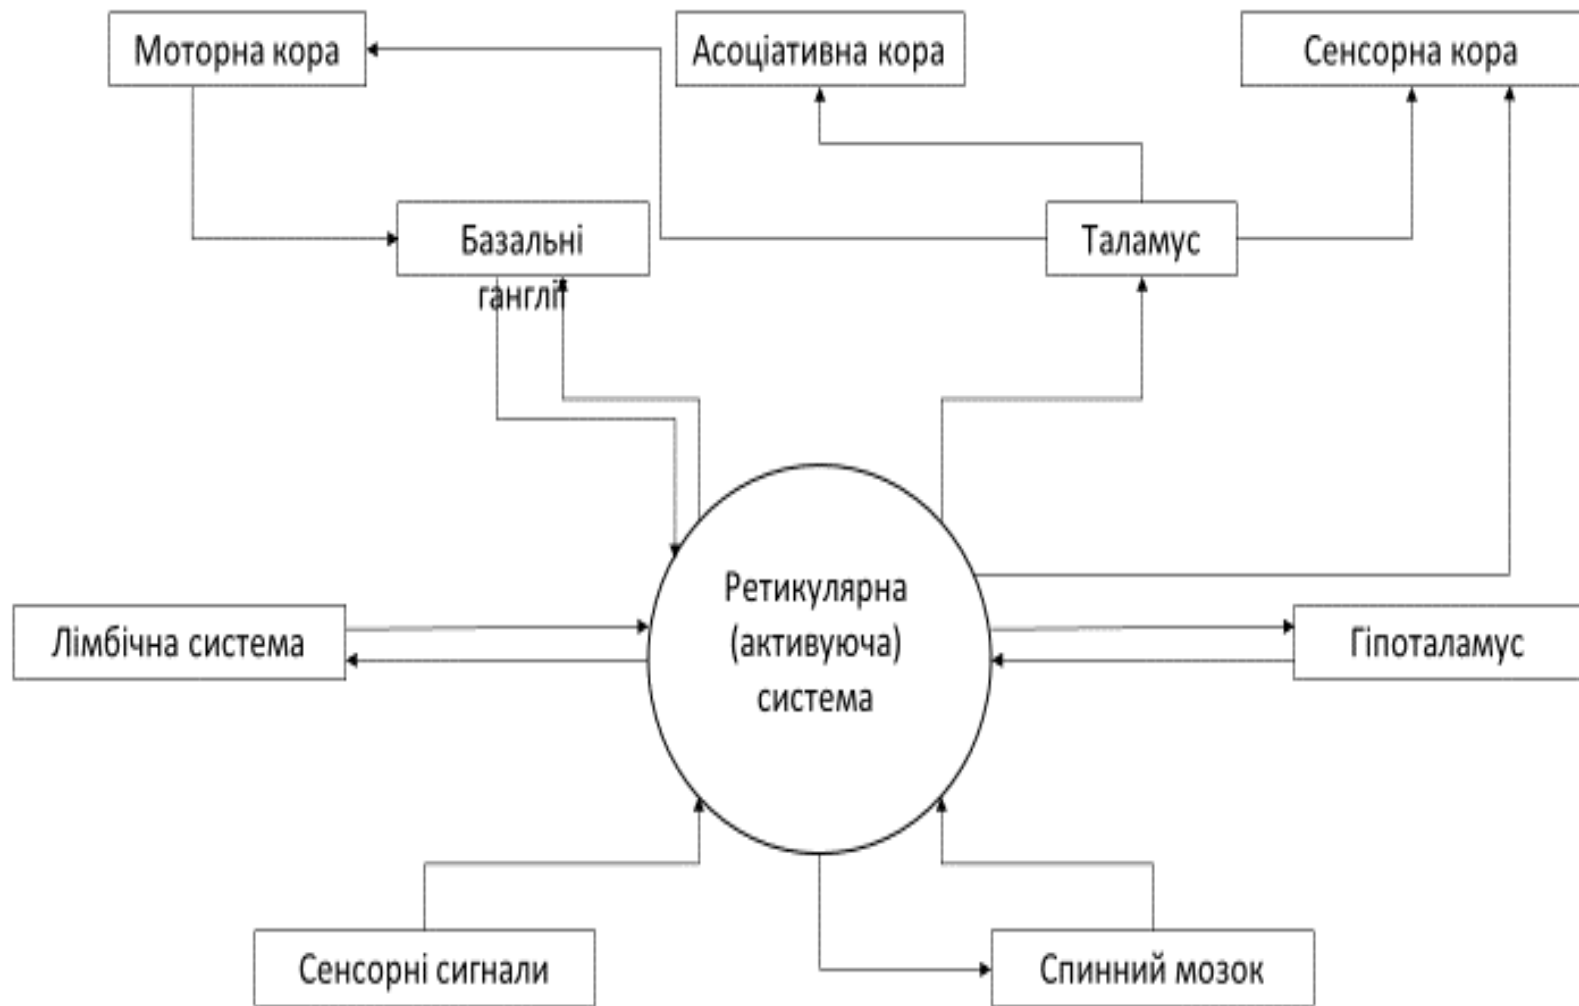 Моторна кора
Асоціативна кора
Сенсорна кора
Базальні
ганглії
Таламус
Ретикулярна
(активуюча)
система
Лімбічна система
Гіпоталамус
Сенсорні сигнали
Спинний мозок